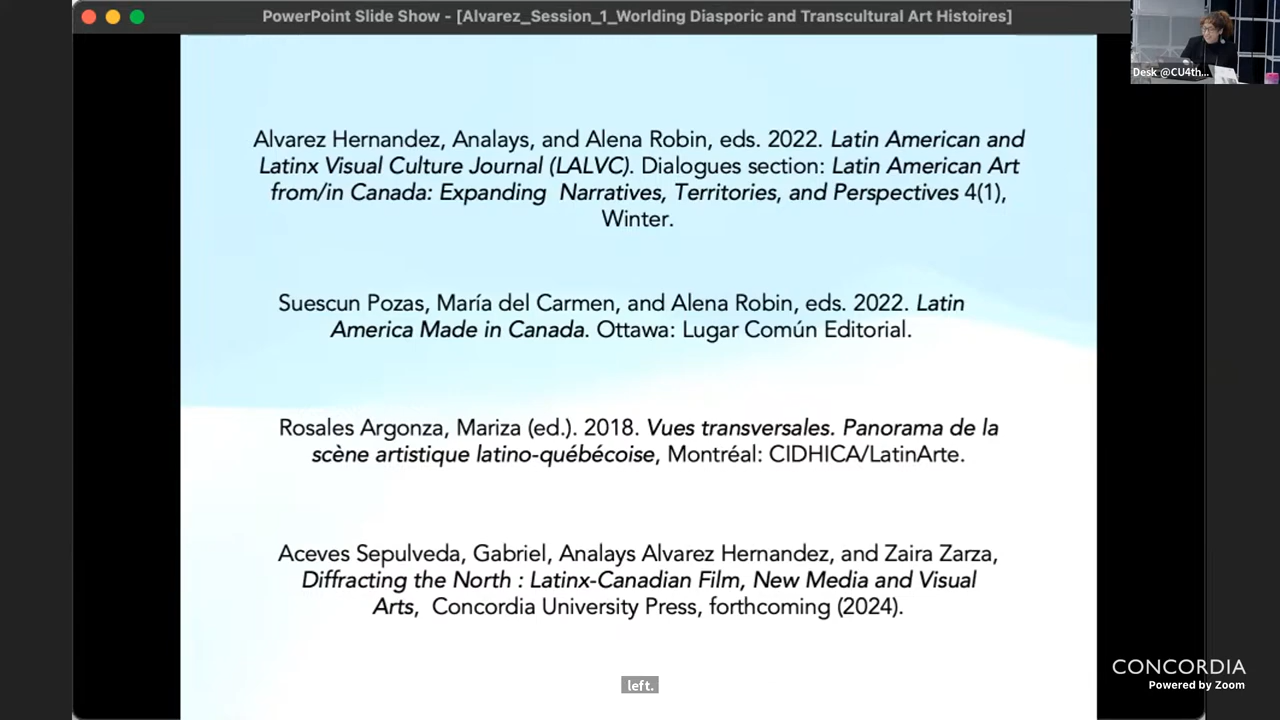 PowerPoint Slide Show - [Alvarez_Session_1_Worlding Diasporic and Transcultural Art Histoires]
Desk @CU4th...
Alvarez Hernandez, Analays, and Alena Robin, eds. 2022. Latin American and
Latinx Visual Culture Journal (LALVC). Dialogues section: Latin American Art
from/in Canada: Expanding Narratives, Territories, and Perspectives 4(1),
Winter.
Suescun Pozas, María del Carmen, and Alena Robin, eds. 2022. Latin
America Made in Canada. Ottawa: Lugar Común Editorial.
Rosales Argonza, Mariza (ed.). 2018. Vues transversales. Panorama de la
scène artistique latino-québécoise, Montréal: CIDHICA/LatinArte.
Aceves Sepulveda, Gabriel, Analays Alvarez Hernandez, and Zaira Zarza,
Diffracting the North : Latinx-Canadian Film, New Media and Visual
Arts, Concordia University Press, forthcoming (2024).
left.
CONCORDIA
Powered by Zoom